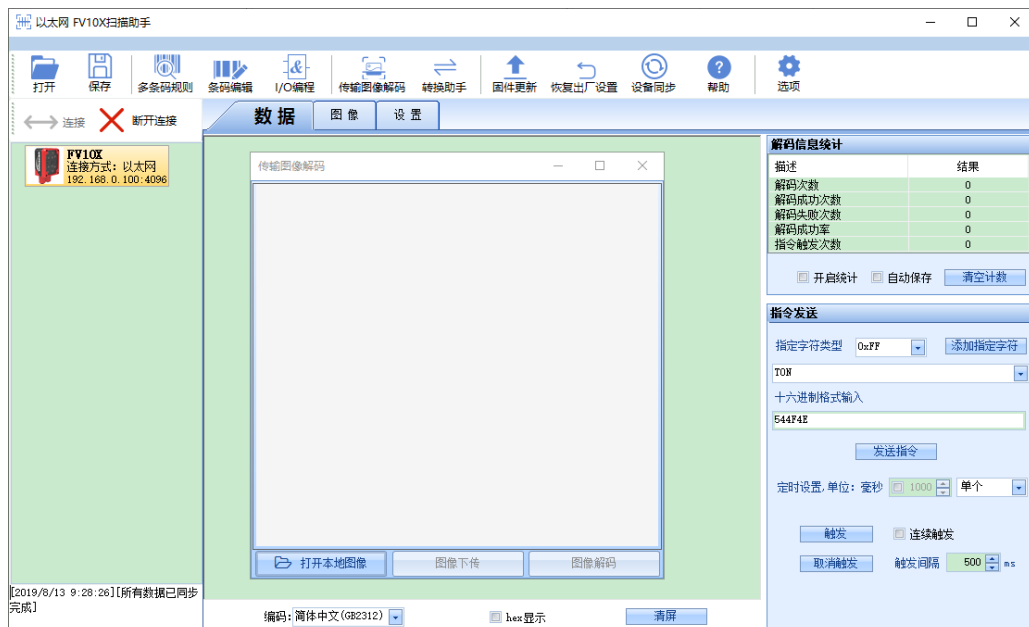 以太网 FV10X扫描助手
打开 保存 多条码规则 条码编辑 I/O编程 传输图像解码 转换助手 固件更新 恢复出厂设置 设备同步 帮助 选项
连接 断开连接
数据 图像 设置
FV10X
连接方式：以太网
192.168.0.100:4096
传输图像解码
打开本地图像 图像下传 图像解码
编码: 简体中文(GB2312) hex显示 清屏
[2019/8/13 9:28:26][所有数据已同步
完成]
解码信息统计
描述 结果
解码次数 0
解码成功次数 0
解码失败次数 0
解码成功率 0
指令触发次数 0
开启统计 自动保存 清空计数
指令发送
指定字符类型 0xFF 添加指定字符
TON
十六进制格式输入
544F4E
发送指令
定时设置,单位：毫秒 1000 单个
触发 连续触发
取消触发 触发间隔 500 ms